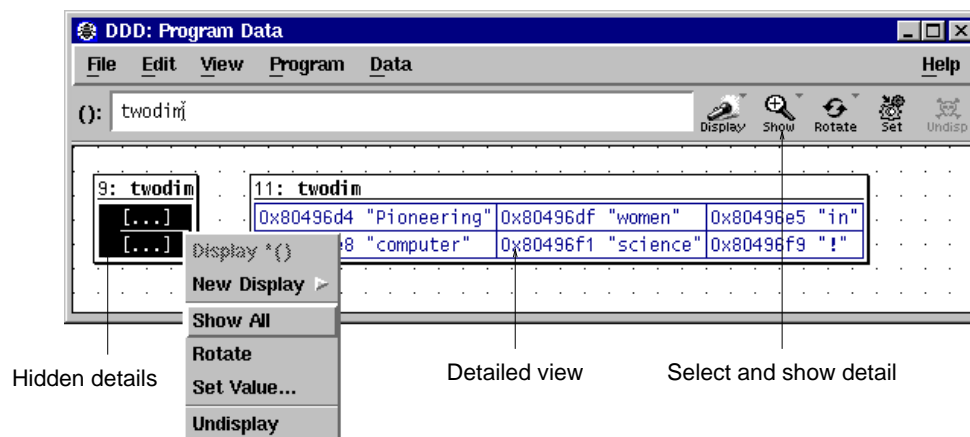 DDD: Program Data
File Edit View Program Data Help
(): twodim
Display Show Rotate Set Undisp
9: twodim 11: twodim
[...] 0x80496d4 "Pioneering" 0x80496df "women" 0x80496e5 "in"
[...] e8 "computer" 0x80496f1 "science" 0x80496f9 "!"
Display *()
New Display
Show All
Rotate
Set Value...
Undisplay
Hidden details Detailed view Select and show detail